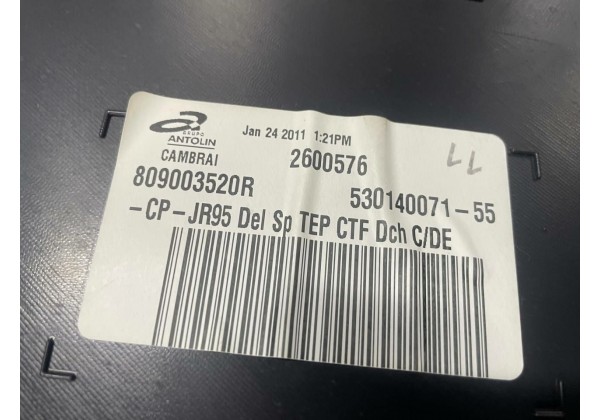 GRUPO
ANTOLIN
Jan 24 2011 1:21PM
CAMBRAI
2600576
809003520R
530140071-55
-CP-JR95 Del Sp TEP CTF Dch C/DE